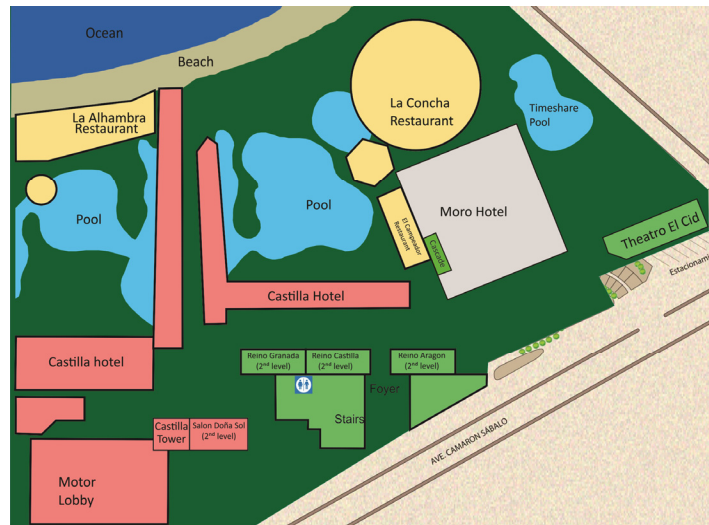 Ocean
Beach
La Concha
Restaurant
Timeshare
Pool
La Alhambra
Restaurant
Pool
Pool
El Campeador
Restaurant
Cascade
Moro Hotel
Theatro El Cid
Castilla Hotel
Castilla hotel
Reino Granada
(2nd level)
Reino Castilla
(2nd level)
Reino Aragon
(2nd level)
Foyer
Stairs
Castilla
Tower
Salon Doña Sol
(2nd level)
Motor
Lobby
AVE. CAMARON SÁBALO